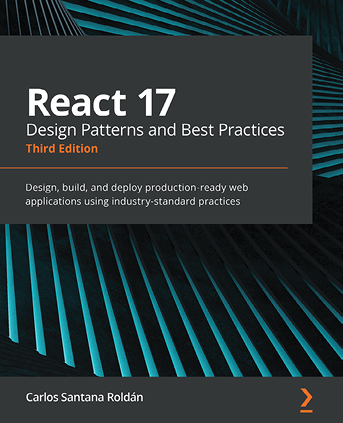 React 17
Design Patterns and Best Practices
Third Edition
Design, build, and deploy production-ready web
applications using industry-standard practices
Carlos Santana Roldán